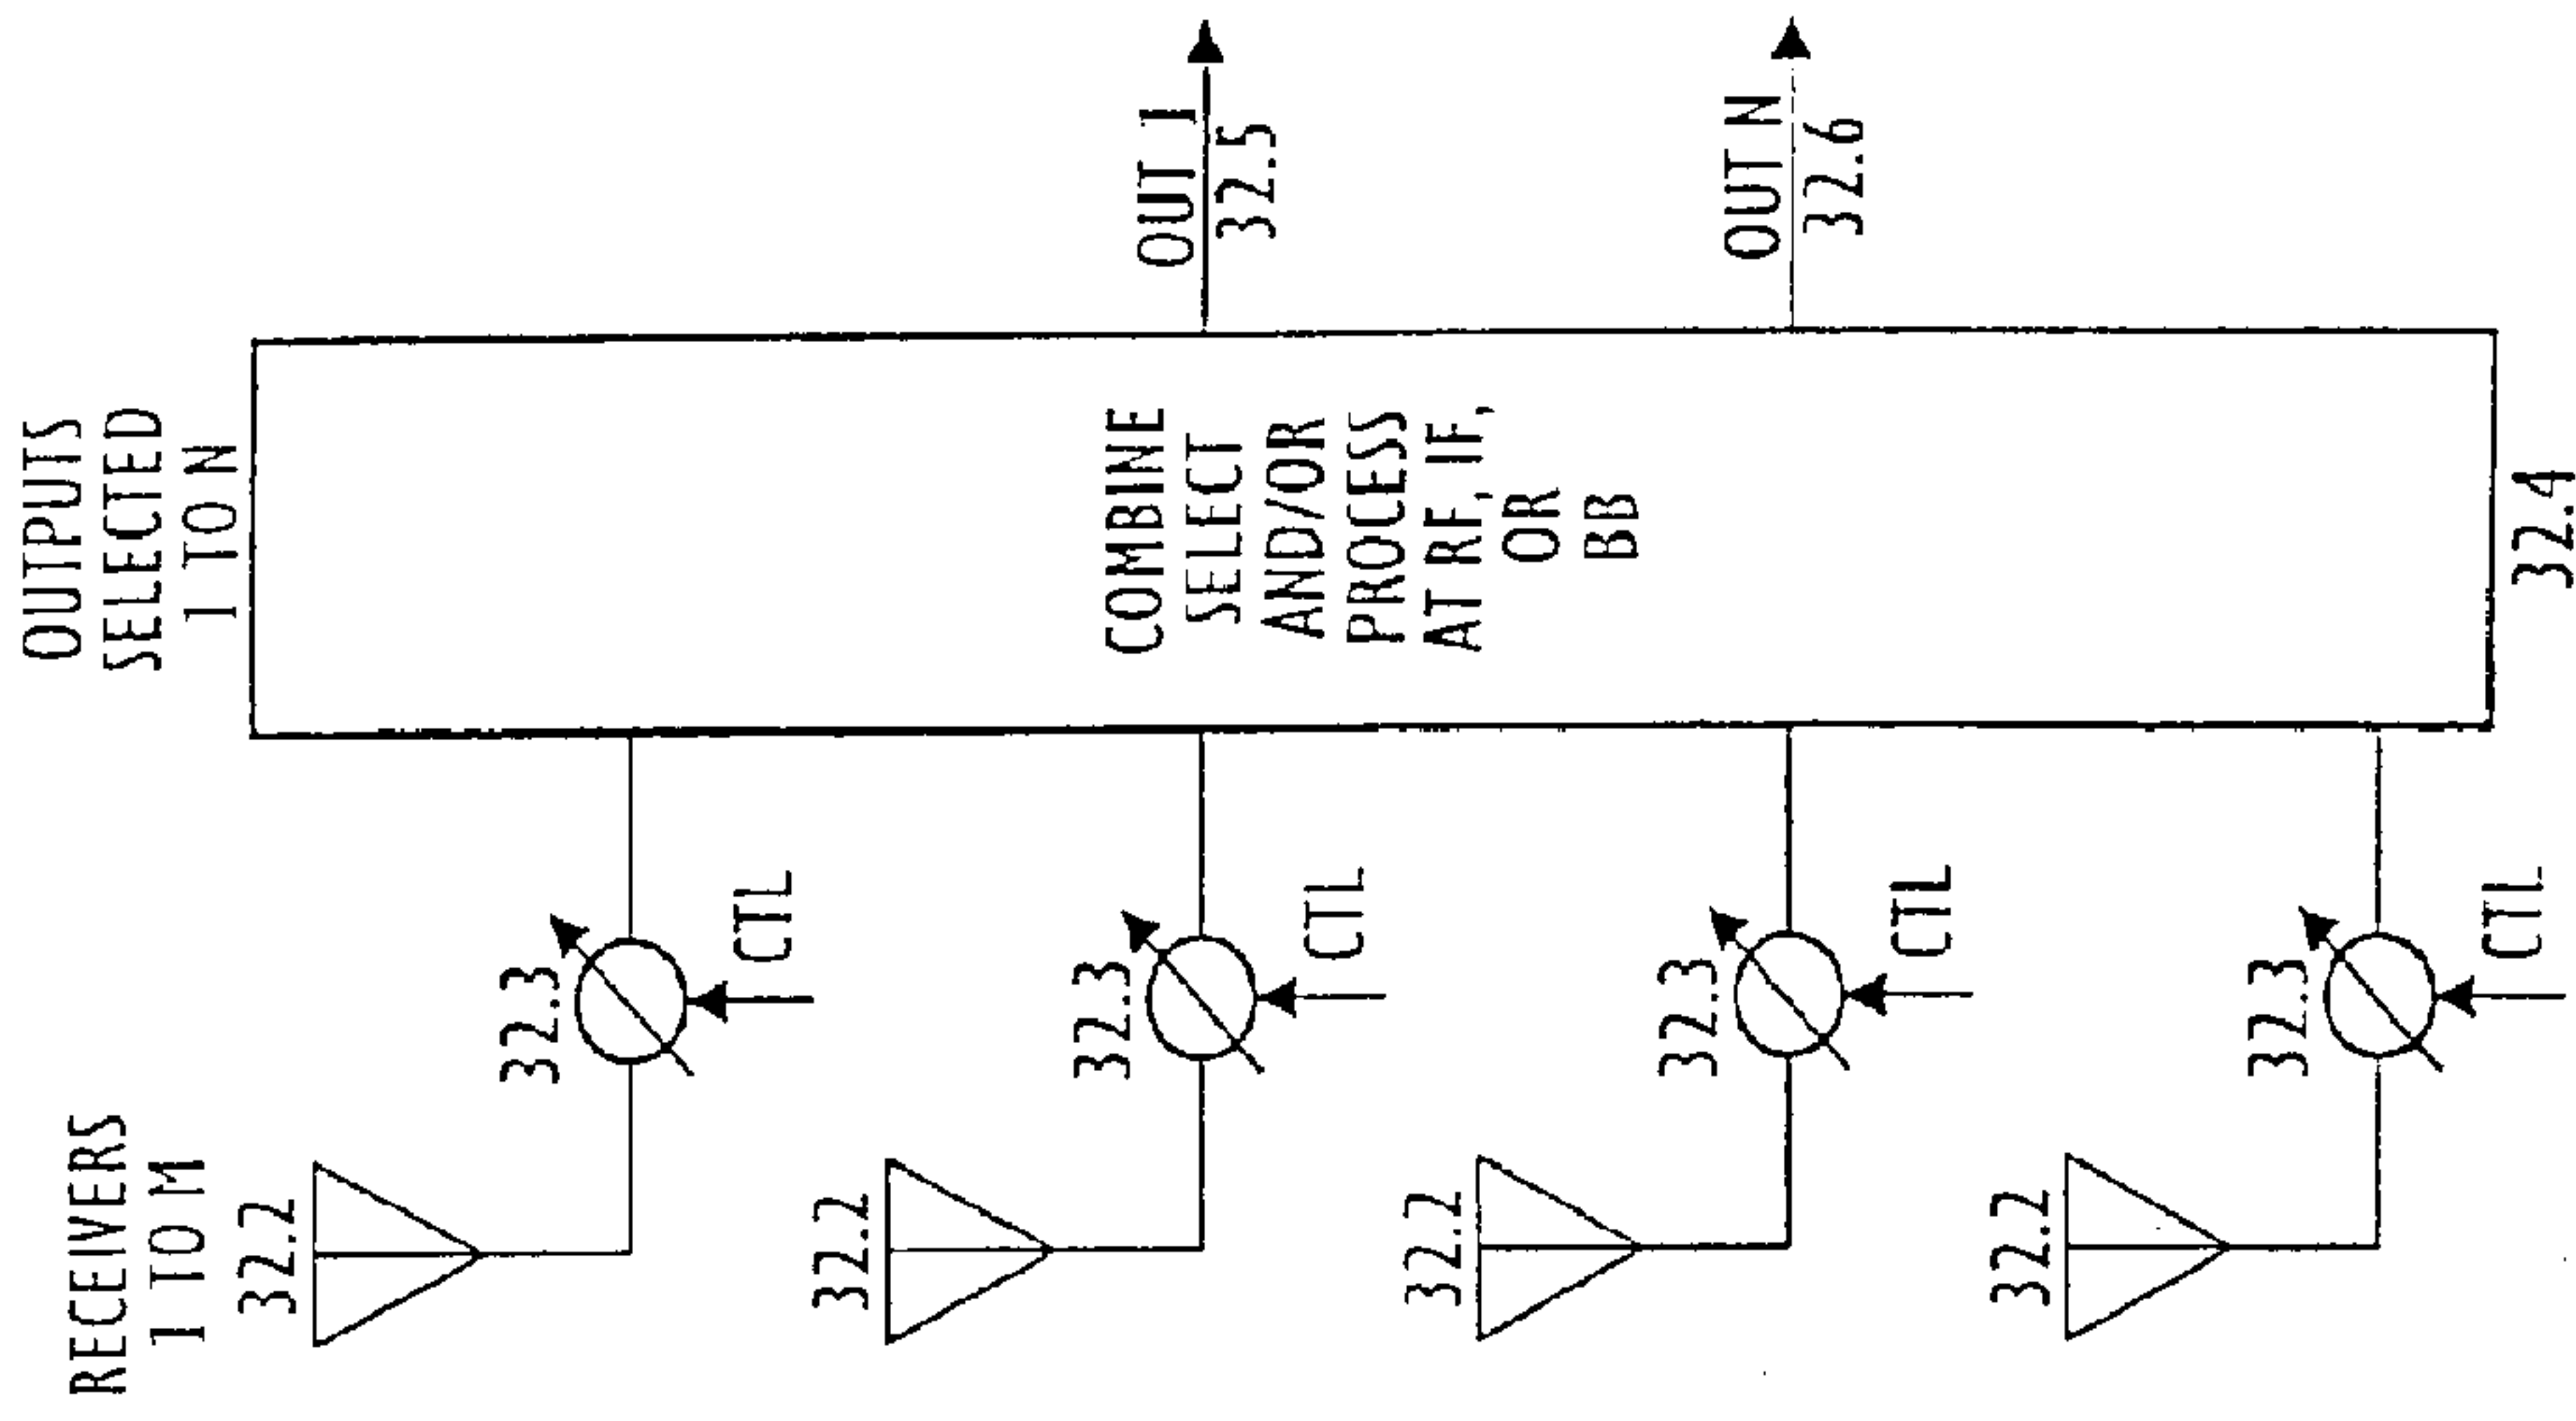 RECEIVERS
1 TO M
32.2
32.3
CTL
32.2
32.3
CTL
32.2
32.3
CTL
32.2
32.3
CTL
OUTPUTS
SELECTED
1 TO N
COMBINE
SELECT
AND/OR
PROCESS
AT RF, IF,
OR
BB
32.4
OUT 1
32.5
OUT N
32.6